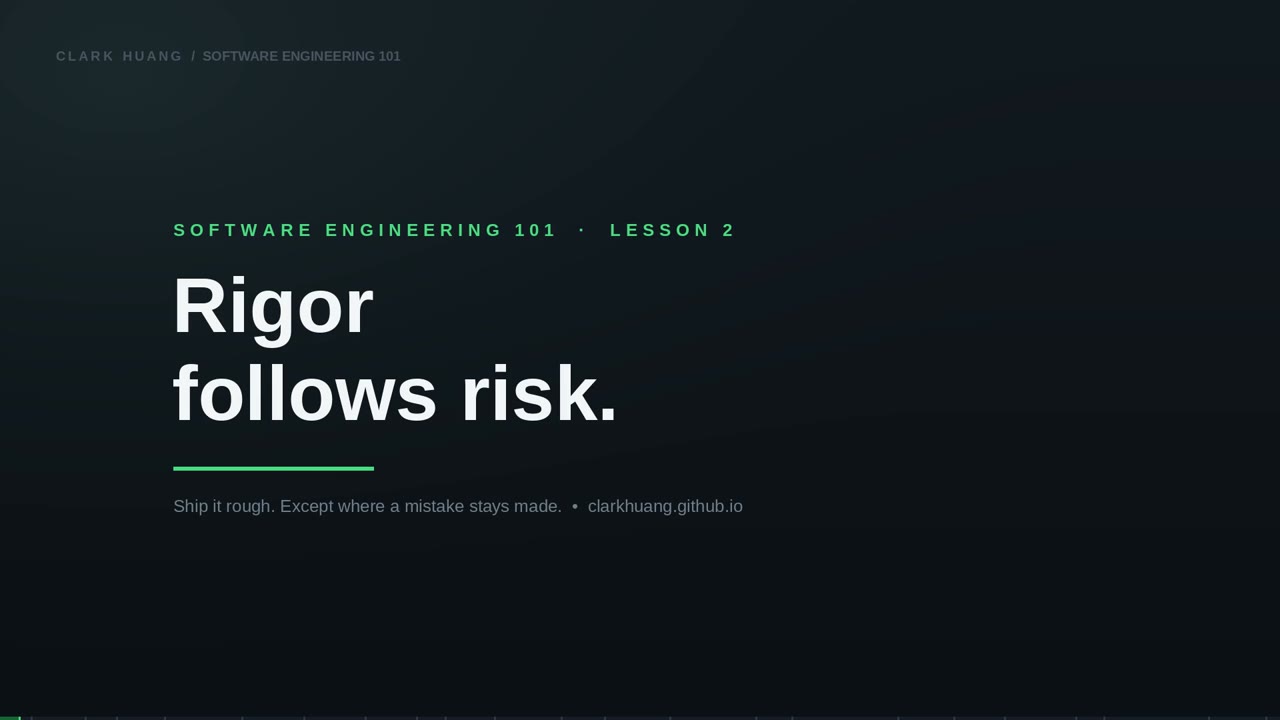 CLARK HUANG / SOFTWARE ENGINEERING 101
SOFTWARE ENGINEERING 101 · LESSON 2
Rigor
follows risk.
Ship it rough. Except where a mistake stays made. • clarkhuang.github.io